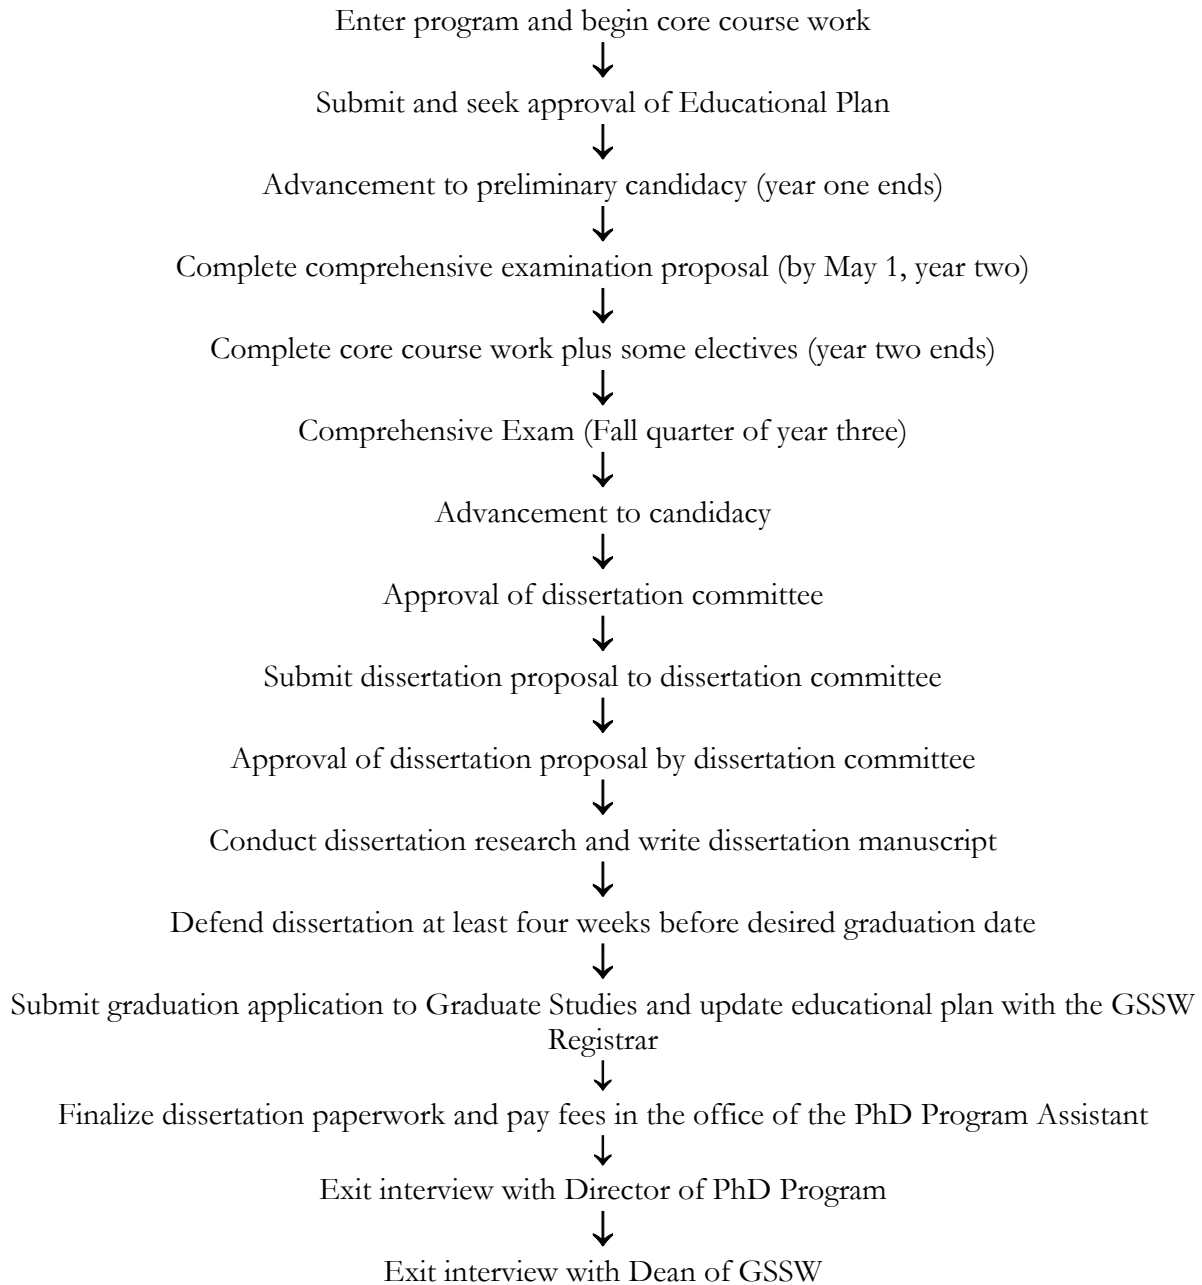 Enter program and begin core course work
Submit and seek approval of Educational Plan
Advancement to preliminary candidacy (year one ends)
Complete comprehensive examination proposal (by May 1, year two)
Complete core course work plus some electives (year two ends)
Comprehensive Exam (Fall quarter of year three)
Advancement to candidacy
Approval of dissertation committee
Submit dissertation proposal to dissertation committee
Approval of dissertation proposal by dissertation committee
Conduct dissertation research and write dissertation manuscript
Defend dissertation at least four weeks before desired graduation date
Submit graduation application to Graduate Studies and update educational plan with the GSSW
Registrar
Finalize dissertation paperwork and pay fees in the office of the PhD Program Assistant
Exit interview with Director of PhD Program
Exit interview with Dean of GSSW